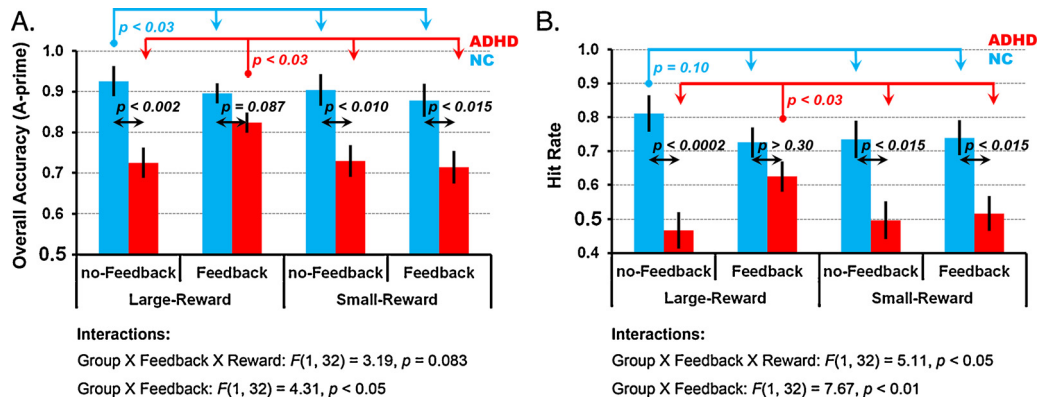 A.
p < 0.03
ADHD
NC
p < 0.03
Overall Accuracy (A-prime)
1.0
0.9
0.8
0.7
0.6
0.5
p < 0.002
p = 0.087
p < 0.010
p < 0.015
no-Feedback
Feedback
no-Feedback
Feedback
Large-Reward
Small-Reward
Interactions:
Group X Feedback X Reward: F(1, 32) = 3.19, p = 0.083
Group X Feedback: F(1, 32) = 4.31, p < 0.05
B.
ADHD
NC
p = 0.10
p < 0.03
Hit Rate
1.0
0.9
0.8
0.7
0.6
0.5
0.4
p < 0.0002
p > 0.30
p < 0.015
p < 0.015
no-Feedback
Feedback
no-Feedback
Feedback
Large-Reward
Small-Reward
Interactions:
Group X Feedback X Reward: F(1, 32) = 5.11, p < 0.05
Group X Feedback: F(1, 32) = 7.67, p < 0.01